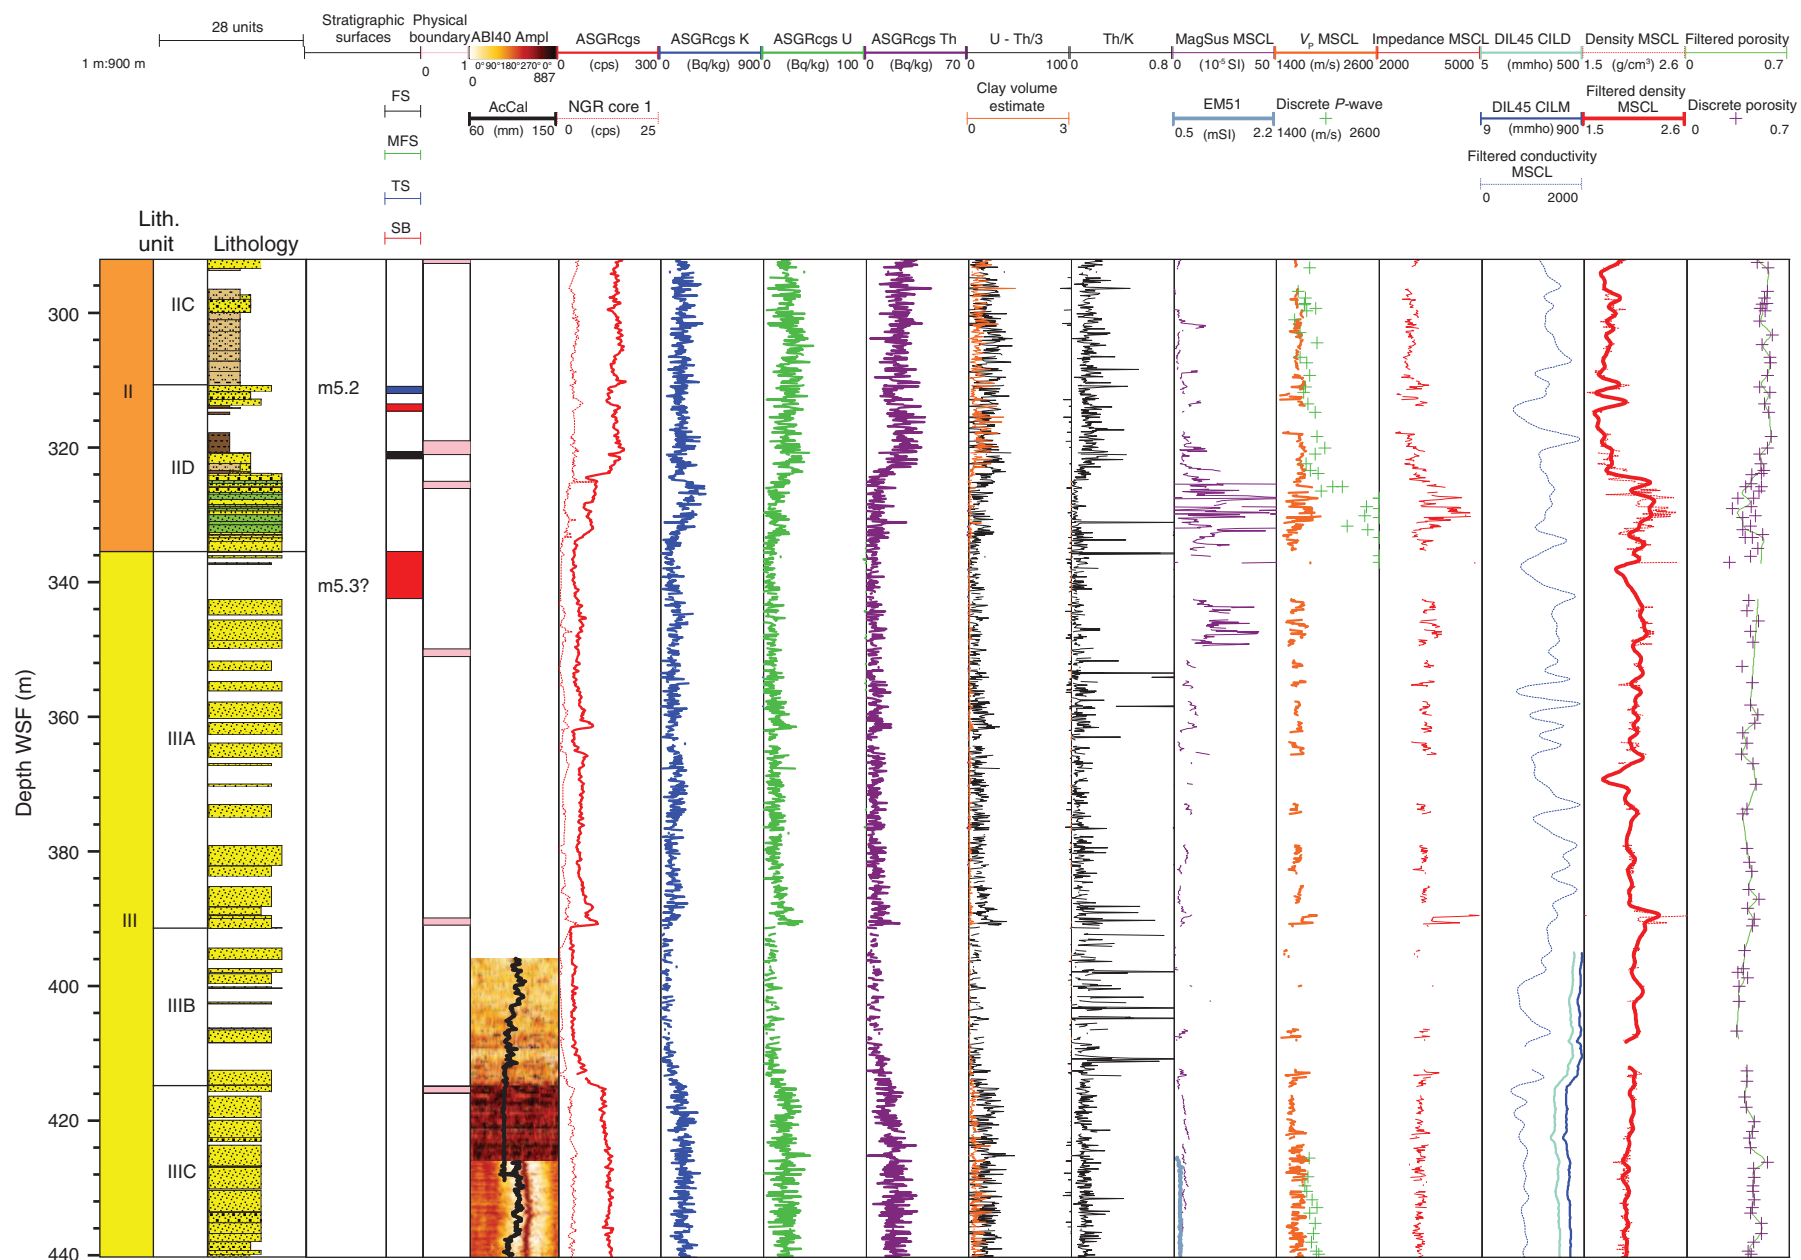 28 units
Stratigraphic surfaces
Physical boundary
0 1
ABI40 Ampl
0° 90° 180° 270° 0°
0 887
ASGRcgs
0 (cps) 300
ASGRcgs K
0 (Bq/kg) 900
ASGRcgs U
0 (Bq/kg) 100
ASGRcgs Th
0 (Bq/kg) 70
U - Th/3
0 100
Th/K
0 0.8
MagSus MSCL
0 (10-5 SI) 50
VP MSCL
1400 (m/s) 2600
Impedance MSCL
2000 5000
DIL45 CILD
5 (mmho) 500
Density MSCL
1.5 (g/cm3) 2.6
Filtered porosity
0 0.7
1 m:900 m
FS
MFS
TS
SB
AcCal
60 (mm) 150
NGR core 1
0 (cps) 25
Clay volume estimate
0 3
EM51
0.5 (mSI) 2.2
Discrete P-wave
1400 (m/s) 2600
DIL45 CILM
9 (mmho) 900
Filtered density MSCL
1.5 2.6
Discrete porosity
0 0.7
Filtered conductivity MSCL
0 2000
Lith. unit
Lithology
Depth WSF (m)
300
320
340
360
380
400
420
440
II
III
IIC
IID
IIIA
IIIB
IIIC
m5.2
m5.3?